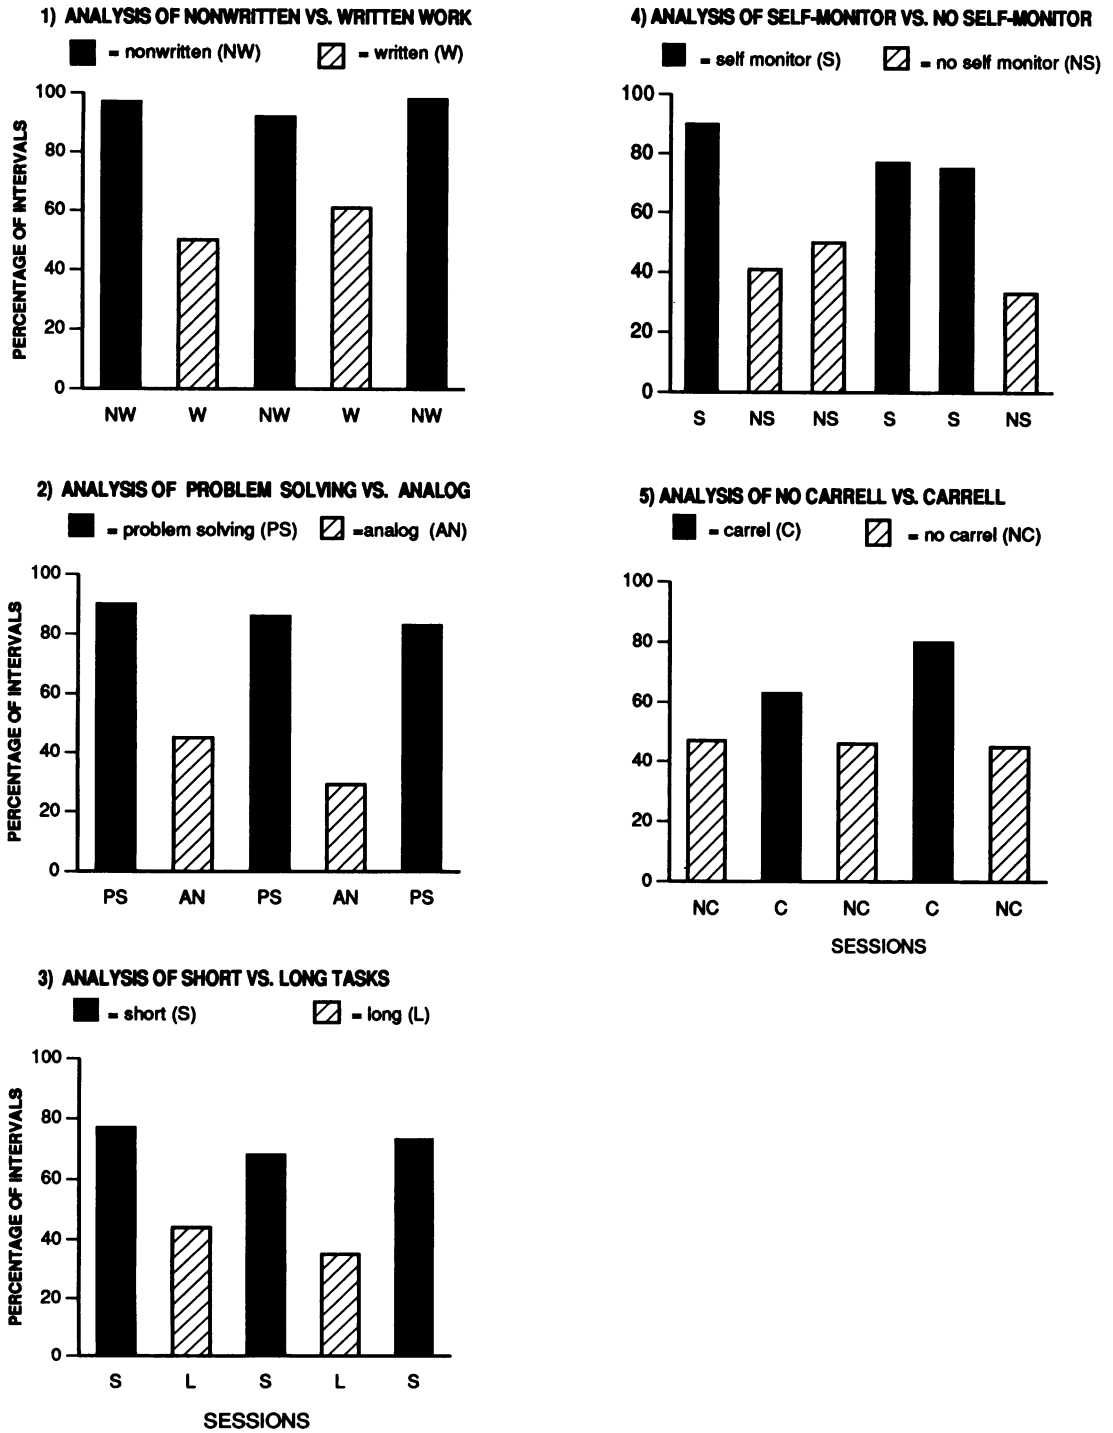 1) ANALYSIS OF NONWRITTEN VS. WRITTEN WORK
= nonwritten (NW) = written (W)
PERCENTAGE OF INTERVALS
100
80
60
40
20
0
NW W NW W NW
2) ANALYSIS OF PROBLEM SOLVING VS. ANALOG
= problem solving (PS) =analog (AN)
PERCENTAGE OF INTERVALS
100
80
60
40
20
0
PS AN PS AN PS
3) ANALYSIS OF SHORT VS. LONG TASKS
= short (S) = long (L)
PERCENTAGE OF INTERVALS
100
80
60
40
20
0
S L S L S
SESSIONS
4) ANALYSIS OF SELF-MONITOR VS. NO SELF-MONITOR
= self monitor (S) = no self monitor (NS)
100
80
60
40
20
0
S NS NS S S NS
5) ANALYSIS OF NO CARRELL VS. CARRELL
= carrel (C) = no carrel (NC)
100
80
60
40
20
0
NC C NC C NC
SESSIONS